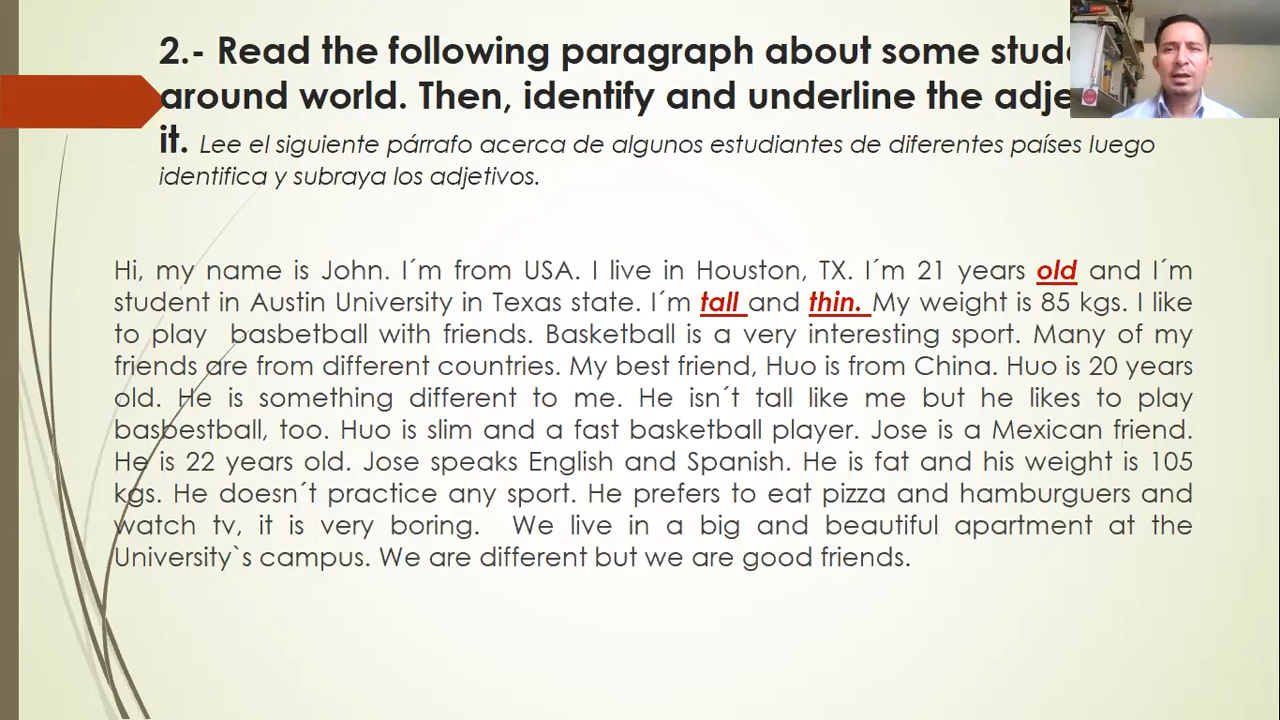 2.- Read the following paragraph about some
around world. Then, identify and underline the
it. Lee el siguiente párrafo acerca de algunos estudiantes de diferentes países luego
identifica y subraya los adjetivos.
Hi, my name is John. I´m from USA. I live in Houston, TX. I´m 21 years old and I´m
student in Austin University in Texas state. I´m tall and thin. My weight is 85 kgs. I like
to play basbetball with friends. Basketball is a very interesting sport. Many of my
friends are from different countries. My best friend, Huo is from China. Huo is 20 years
old. He is something different to me. He isn´t tall like me but he likes to play
basbestball, too. Huo is slim and a fast basketball player. Jose is a Mexican friend.
He is 22 years old. Jose speaks English and Spanish. He is fat and his weight is 105
kgs. He doesn´t practice any sport. He prefers to eat pizza and hamburguers and
watch tv, it is very boring. We live in a big and beautiful apartment at the
University`s campus. We are different but we are good friends.